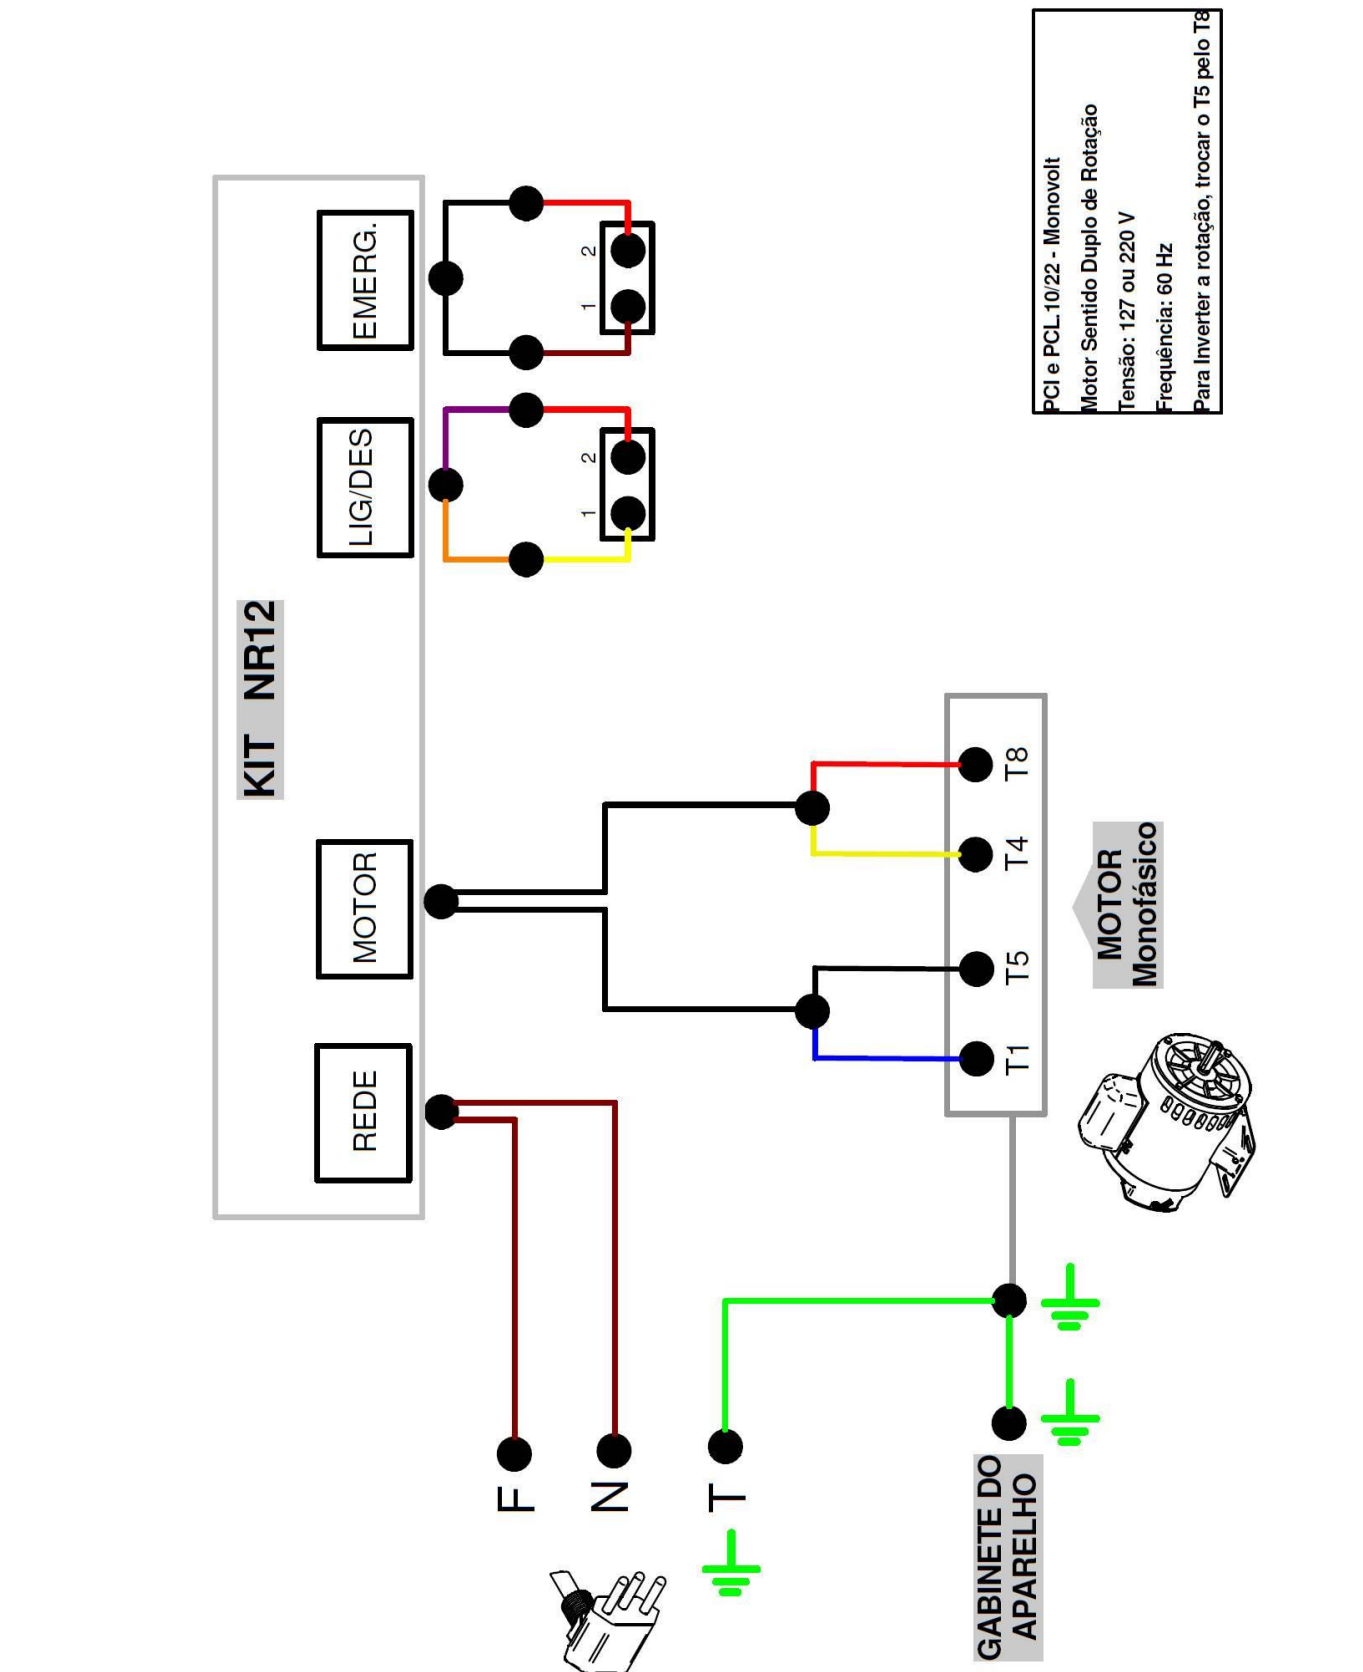 KIT NR12
REDE
MOTOR
LIG/DES
EMERG.
1
2
1
2
F
N
T
T1
T5
T4
T8
MOTOR
Monofásico
GABINETE DO
APARELHO
PCI e PCL.10/22 - Monovolt
Motor Sentido Duplo de Rotação
Tensão: 127 ou 220 V
Frequência: 60 Hz
Para Inverter a rotação, trocar o T5 pelo T8